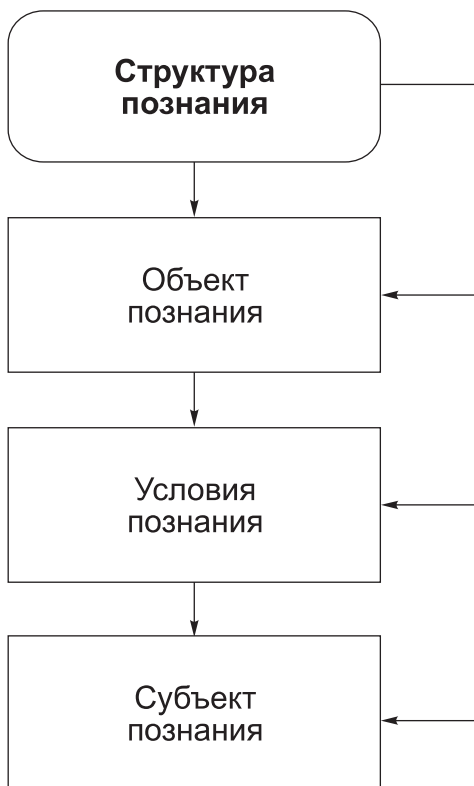 Структура
познания
Объект
познания
Условия
познания
Субъект
познания